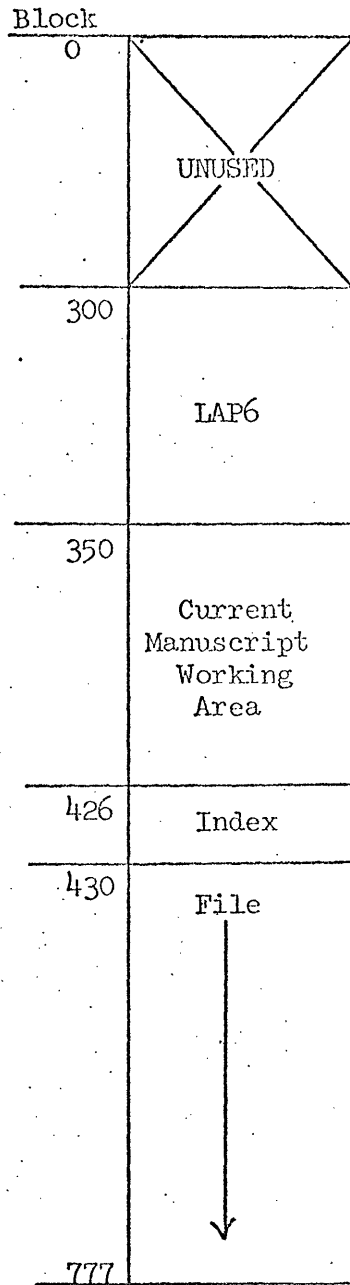 Block
0
UNUSED
300
LAP6
350
Current
Manuscript
Working
Area
426
Index
430
File
777